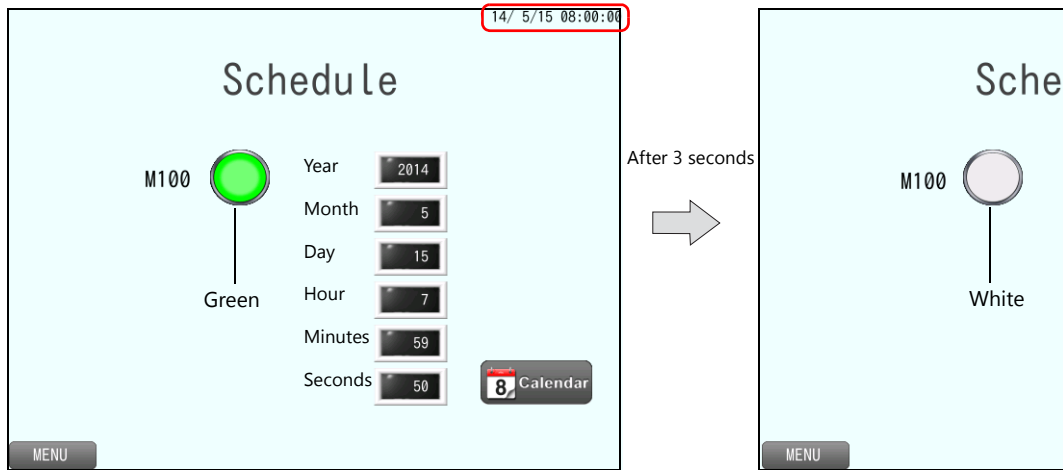 14/ 5/15 08:00:00
Schedule
M100
Green
Year 2014
Month 5
Day 15
Hour 7
Minutes 59
Seconds 50
8 Calendar
MENU
After 3 seconds
Sche
M100
White
MENU